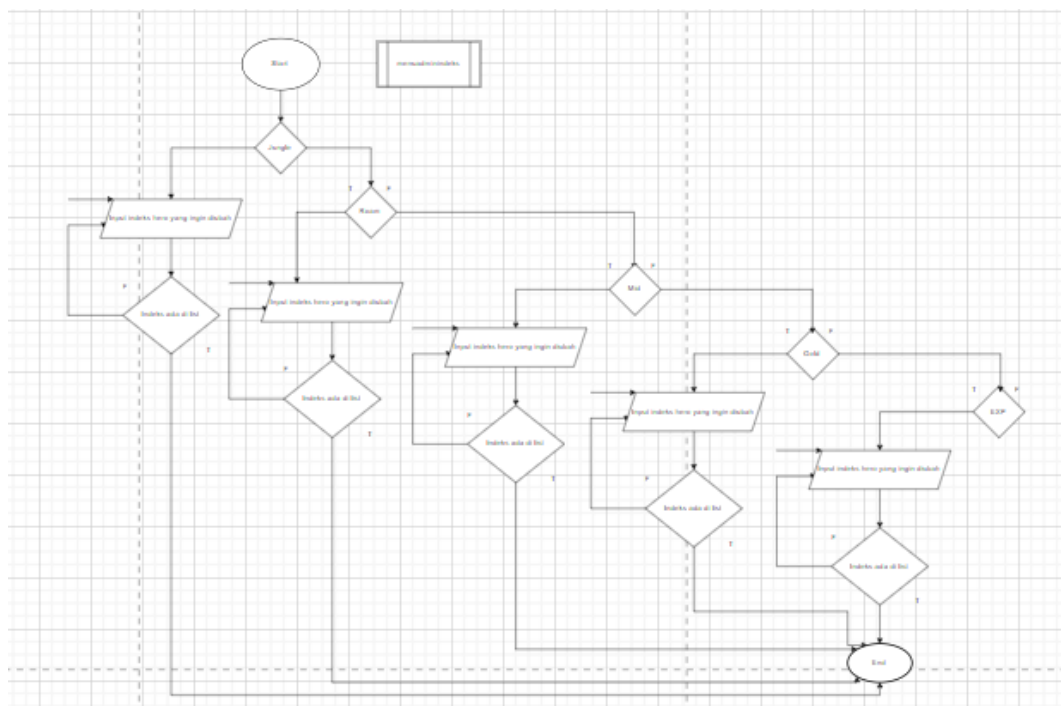 Start
menuadminindeks
Jungle
T
F
Roam
Input indeks hero yang ingin diubah
T
F
Mid
F
Indeks ada di list
Input indeks hero yang ingin diubah
T
F
Gold
T
Input indeks hero yang ingin diubah
F
Indeks ada di list
T
F
EXP
Input indeks hero yang ingin diubah
T
F
Indeks ada di list
Input indeks hero yang ingin diubah
T
F
Indeks ada di list
T
F
Indeks ada di list
T
End